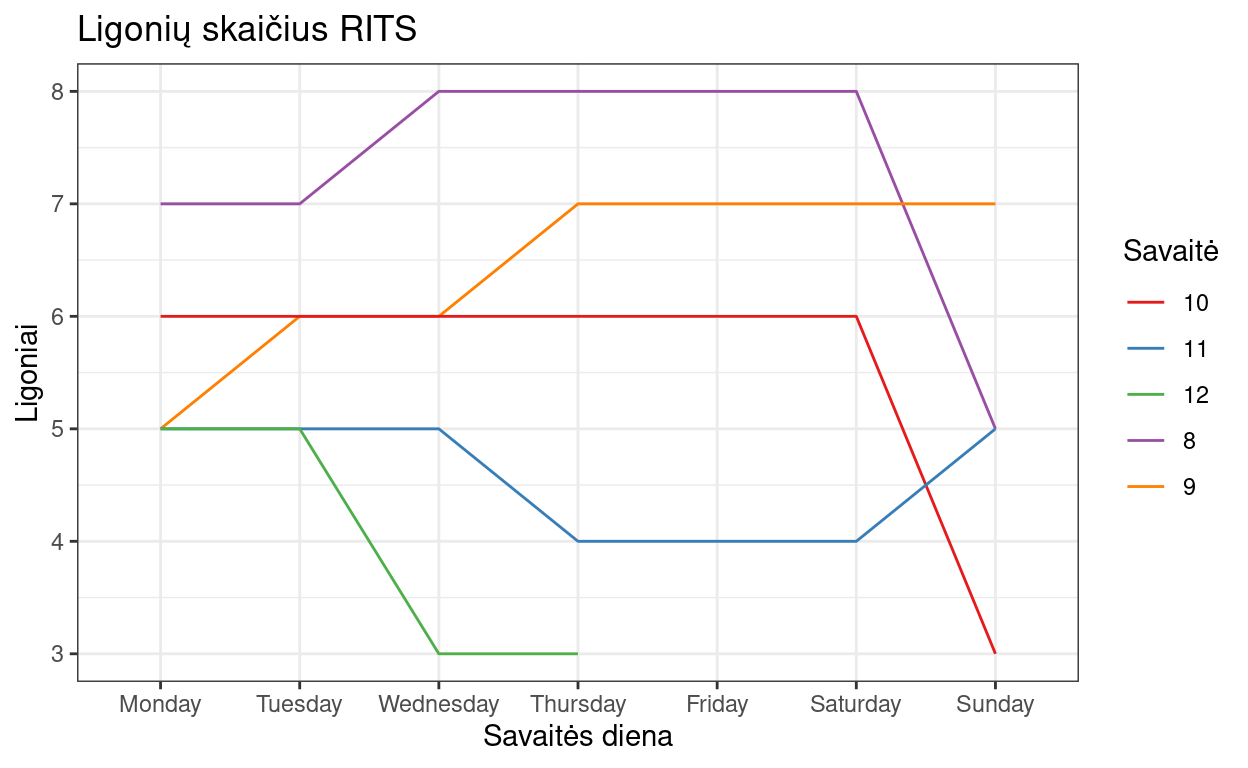 Ligonių skaičius RITS
Ligoniai
8
7
6
5
4
3
Monday Tuesday Wednesday Thursday Friday Saturday Sunday
Savaitės diena
Savaitė
10
11
12
8
9